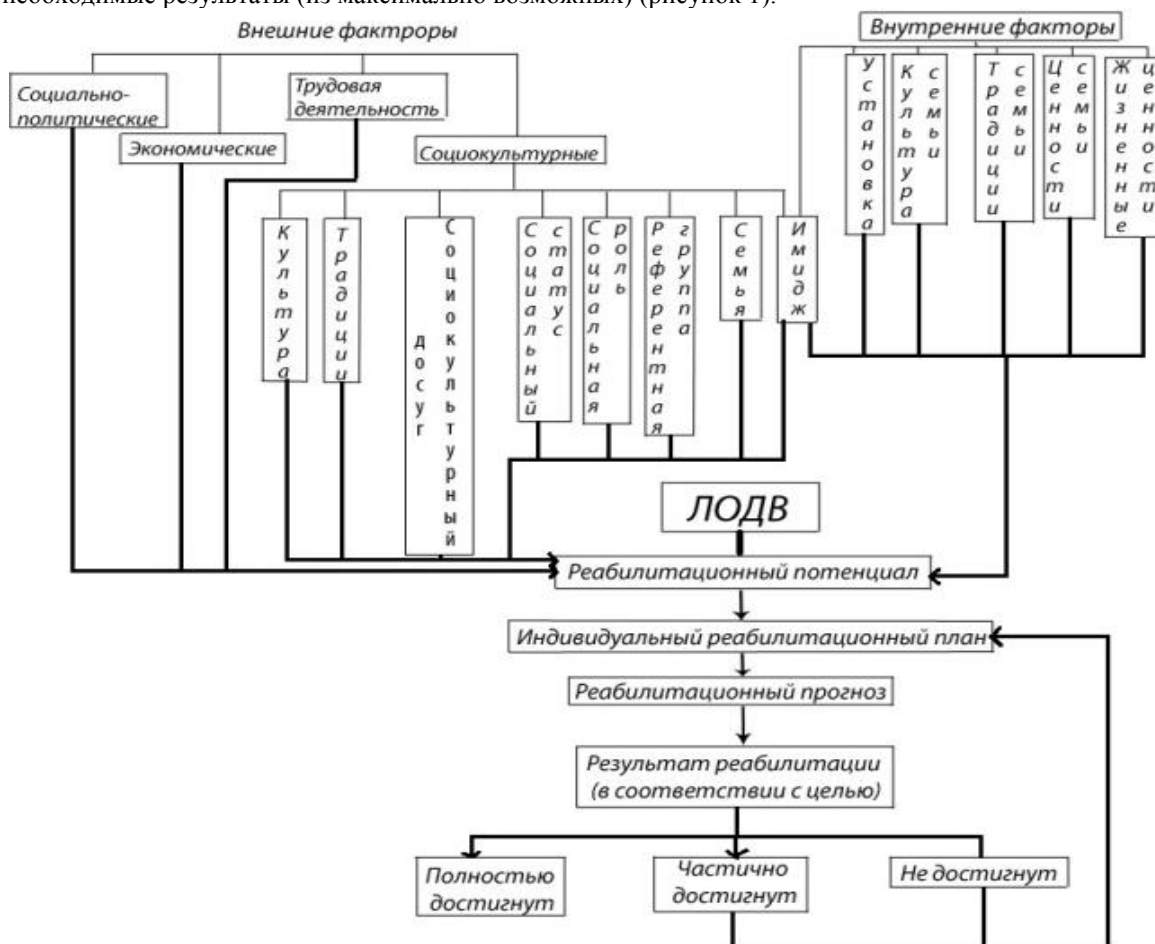 необходимые результаты (из максимально возможных) (рисунок 1).
Внешние фактроры
Внутренние факторы
Социально-
политические
Экономические
Трудовая
деятельность
Социокультурные
Культура
Традиции
Социокультурный
досуг
Социальный
статус
Социальная
роль
Референтная
группа
Семья
Имидж
Установка
Культура
семьи
Традиции
семьи
Ценности
семьи
Жизненные
ценности
ЛОДВ
Реабилитационный потенциал
Индивидуальный реабилитационный план
Реабилитационный прогноз
Результат реабилитации
(в соответствии с целью)
Полностью
достигнут
Частично
достигнут
Не достигнут